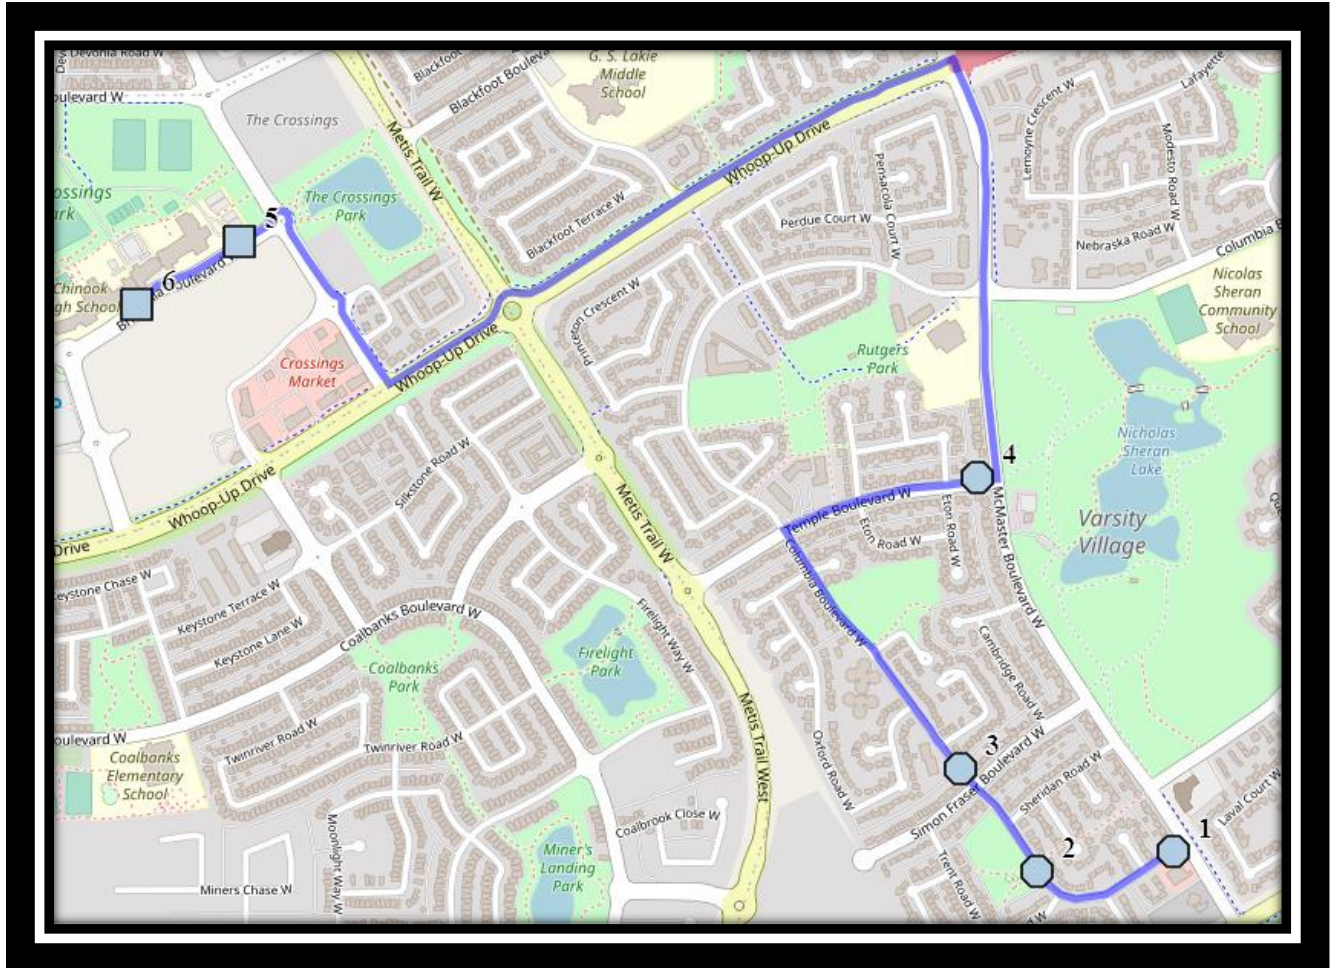 Devonia Road W
oulevard W
The Crossings
Metis Trail W
Blackfoot
Blackfoot Bouleva
G. S. Lakie
Middle
School
Whoop-Up Drive
Lemoyne Crescent W
Lafayette
Modesto Road W
Pensacola Court W
Perdue Court W
Nebraska Road W
Columbia B
Nicolas
Sheran
Community
School
ossings
ark
The Crossings
Park
5
6
oulevard
Chinook
gh School
Blackfoot Terrace W
Princeton Crescent W
Crossings
Market
Whoop-Up Drive
Rutgers
Park
Nicholas
Sheran
Lake
4
Varsity
Village
Silkstone Road W
Whoop-Up Drive
Drive
Metis Trail W
Temple Boulevard W
Eton Road W
Eton Road W
McMaster Boulevard W
Columbia Boulevard W
eystone Chase W
Keystone Terrace W
Keystone Lane W
Coalbanks Boulevard W
Coalbanks
Park
Firelight
Park
Firelight Way W
Cambridge Road W
oulevard W
Twinriver Road W
Twinriver Road W
Metis Trail West
Oxford Road W
3
Simon Fraser Boulevard W
Sheridan Road W
Coalbanks
Elementary
School
Coalbrook Close W
Laval Court W
1
2
Trent Road W
Moonlight Way W
Miner's
Landing
Park
Miners Chase W